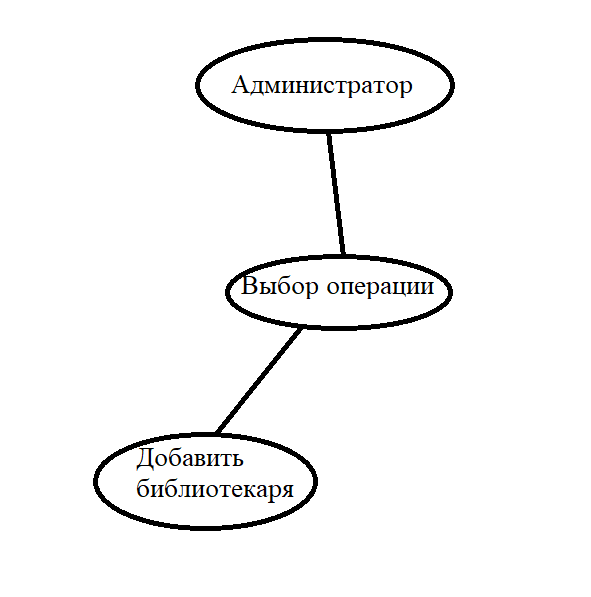 Администратор
Выбор операции
Добавить
библиотекаря